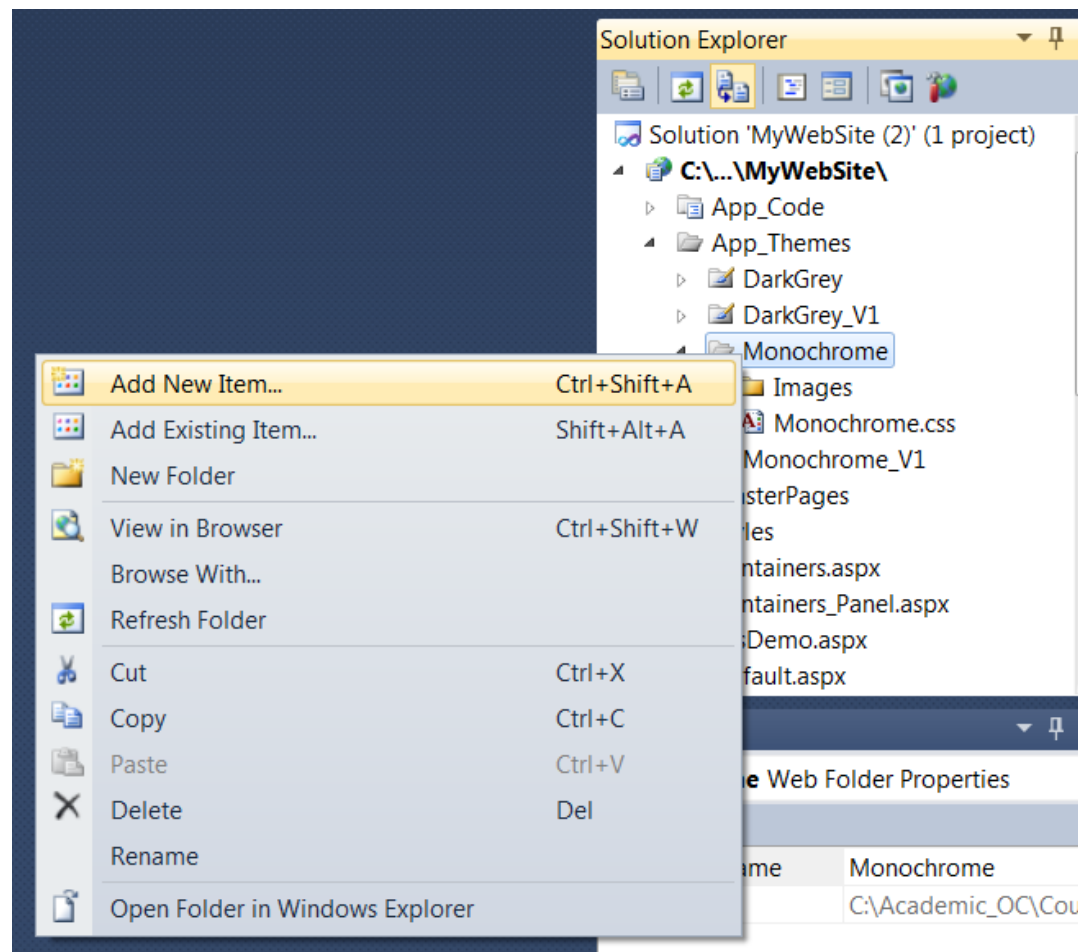 Solution Explorer
Solution 'MyWebSite (2)' (1 project)
C:\...\MyWebSite\
App_Code
App_Themes
DarkGrey
DarkGrey_V1
Monochrome
Images
Monochrome.css
Monochrome_V1
sterPages
les
ntainers.aspx
ntainers_Panel.aspx
sDemo.aspx
fault.aspx
Add New Item... Ctrl+Shift+A
Add Existing Item... Shift+Alt+A
New Folder
View in Browser Ctrl+Shift+W
Browse With...
Refresh Folder
Cut Ctrl+X
Copy Ctrl+C
Paste Ctrl+V
Delete Del
Rename
Open Folder in Windows Explorer
e Web Folder Properties
ame Monochrome
C:\Academic_OC\Cou